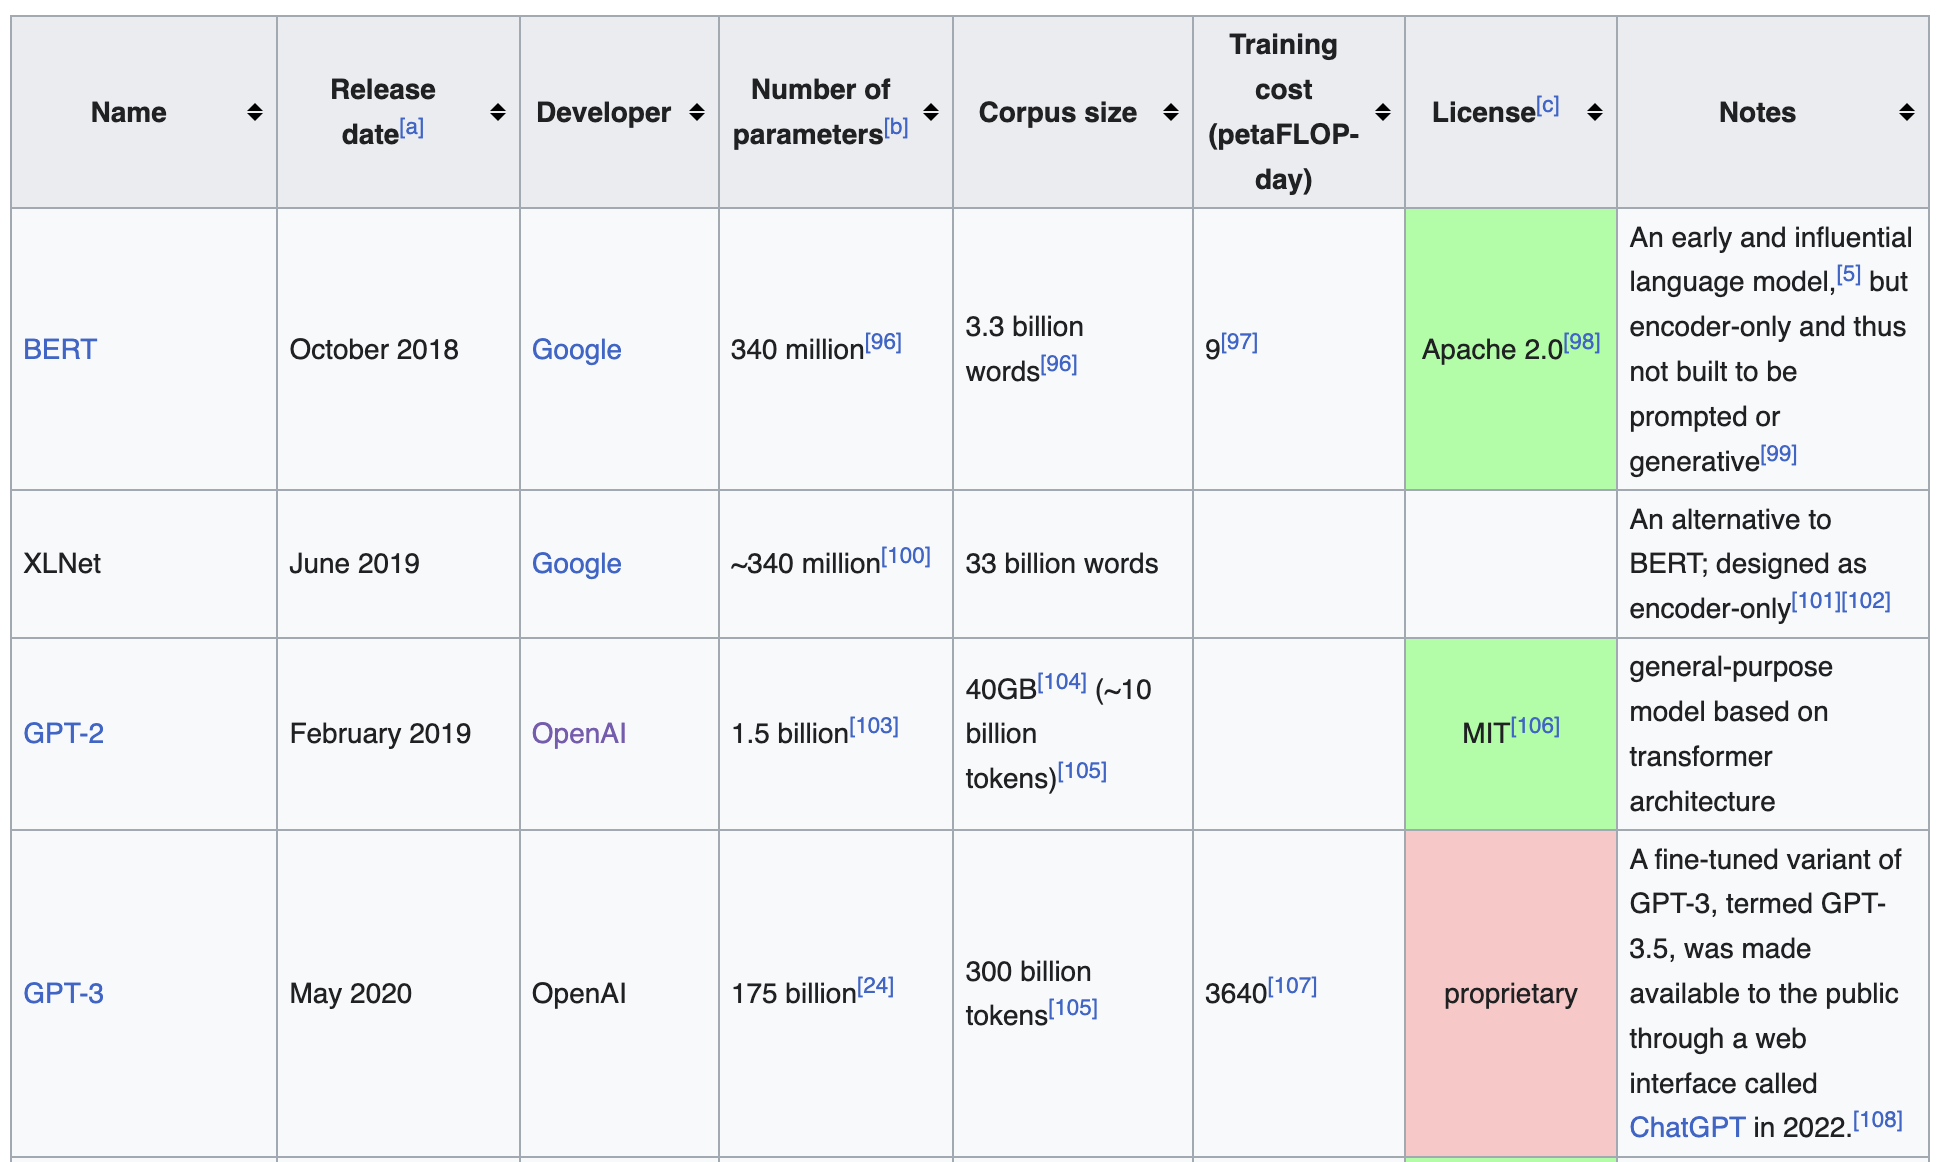 Name
Release
date[a]
Developer
Number of
parameters[b]
Corpus size
Training
cost
(petaFLOP-
day)
License[c]
Notes
BERT
October 2018
Google
340 million[96]
3.3 billion
words[96]
9[97]
Apache 2.0[98]
An early and influential
language model,[5] but
encoder-only and thus
not built to be
prompted or
generative[99]
XLNet
June 2019
Google
~340 million[100]
33 billion words
An alternative to
BERT; designed as
encoder-only[101][102]
GPT-2
February 2019
OpenAI
1.5 billion[103]
40GB[104] (~10
billion
tokens)[105]
MIT[106]
general-purpose
model based on
transformer
architecture
GPT-3
May 2020
OpenAI
175 billion[24]
300 billion
tokens[105]
3640[107]
proprietary
A fine-tuned variant of
GPT-3, termed GPT-
3.5, was made
available to the public
through a web
interface called
ChatGPT in 2022.[108]